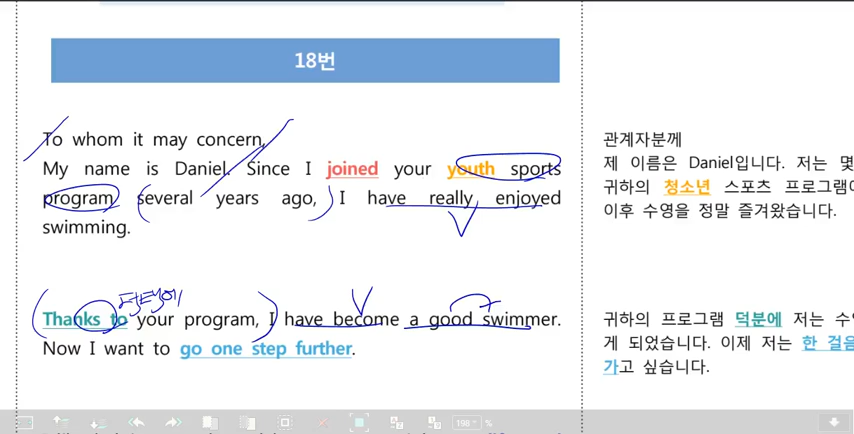 18번
To whom it may concern,
관계자분께
My name is Daniel. Since I joined your youth sports
제 이름은 Daniel입니다. 저는 몇
program several years ago, I have really enjoyed
귀하의 청소년 스포츠 프로그램에
swimming.
이후 수영을 정말 즐겨왔습니다.
덕택에
Thanks to your program, I have become a good swimmer.
귀하의 프로그램 덕분에 저는 수영
Now I want to go one step further.
게 되었습니다. 이제 저는 한 걸음
가고 싶습니다.
198 %